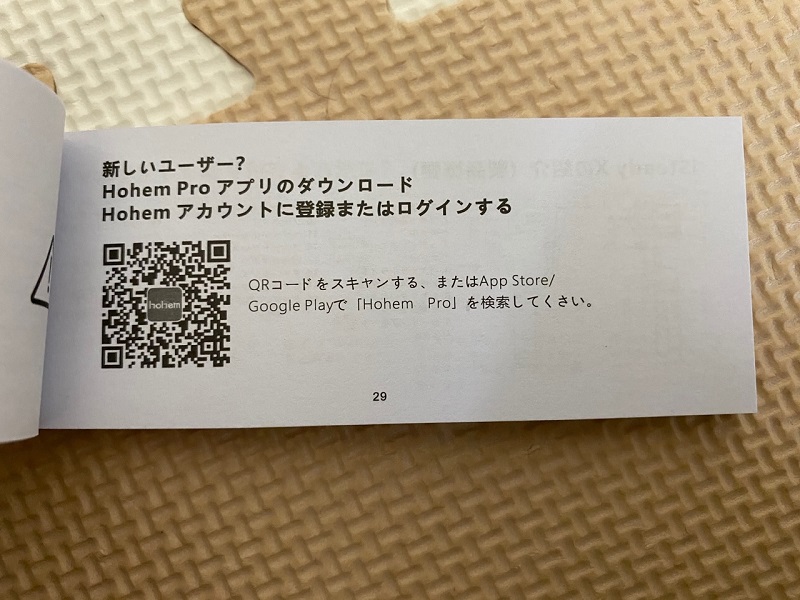 新しいユーザー?
Hohem Pro アプリのダウンロード
Hohem アカウントに登録またはログインする
hohem
QRコードをスキャンする、またはApp Store/
Google Playで「Hohem　Pro」を検索してくさい。
29